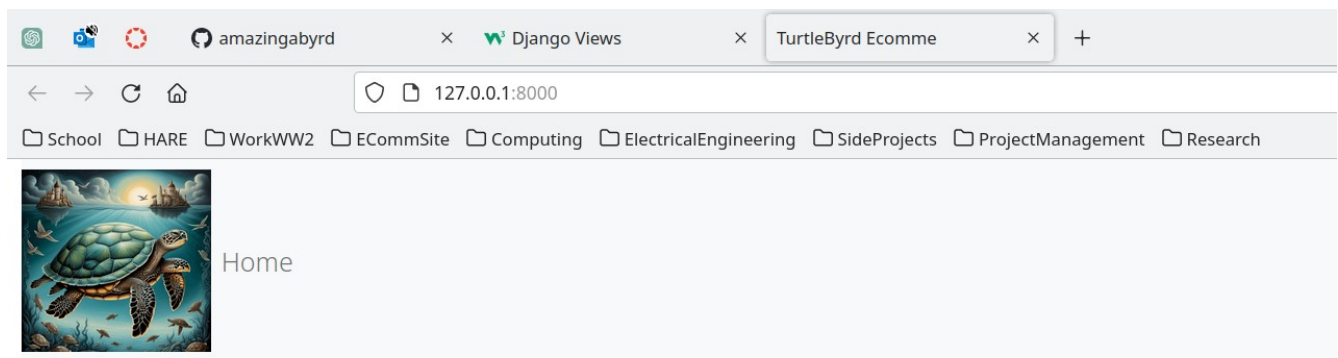 amazingabyrd Django Views TurtleByrd Ecomme
127.0.0.1:8000
School HARE WorkWW2 ECommSite Computing ElectricalEngineering SideProjects ProjectManagement Research
Home